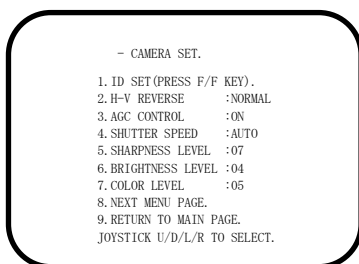 - CAMERA SET.
1. ID SET(PRESS F/F KEY).
2. H-V REVERSE :NORMAL
3. AGC CONTROL :ON
4. SHUTTER SPEED :AUTO
5. SHARPNESS LEVEL :07
6. BRIGHTNESS LEVEL :04
7. COLOR LEVEL :05
8. NEXT MENU PAGE.
9. RETURN TO MAIN PAGE.
JOYSTICK U/D/L/R TO SELECT.